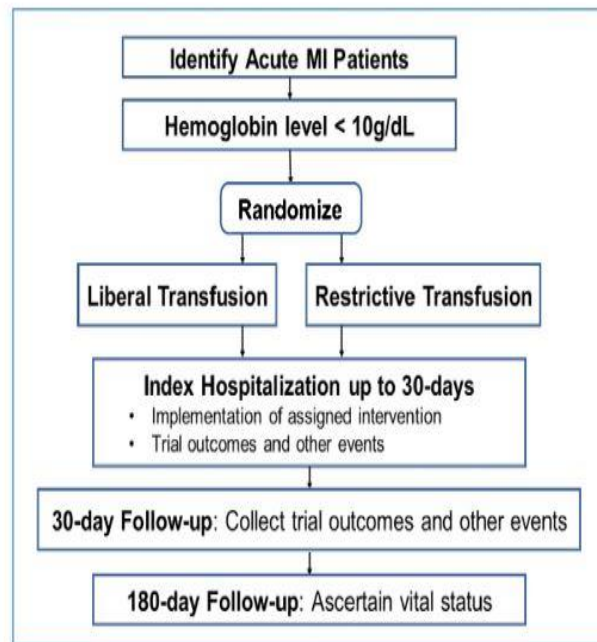 Identify Acute MI Patients
Hemoglobin level < 10g/dL
Randomize
Liberal Transfusion
Restrictive Transfusion
Index Hospitalization up to 30-days
• Implementation of assigned intervention
• Trial outcomes and other events
30-day Follow-up: Collect trial outcomes and other events
180-day Follow-up: Ascertain vital status